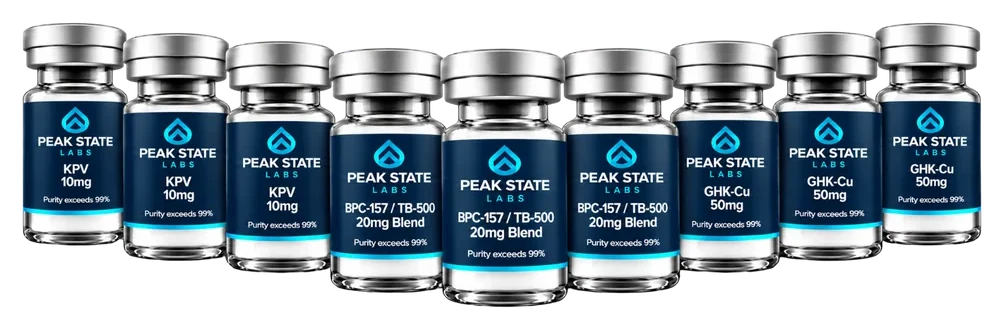 PEAK STATE
LABS
KPV
10mg
Purity exceeds 99%
PEAK STATE
LABS
KPV
10mg
Purity exceeds 99%
PEAK STATE
LABS
KPV
10mg
Purity exceeds 99%
PEAK STATE
LABS
BPC-157 / TB-500
20mg Blend
Purity exceeds 99%
PEAK STATE
LABS
BPC-157 / TB-500
20mg Blend
Purity exceeds 99%
PEAK STATE
LABS
BPC-157 / TB-500
20mg Blend
Purity exceeds 99%
PEAK STATE
LABS
GHK-Cu
50mg
Purity exceeds 99%
PEAK STATE
LABS
GHK-Cu
50mg
Purity exceeds 99%
PEAK STATE
LABS
GHK-Cu
50mg
Purity exceeds 99%